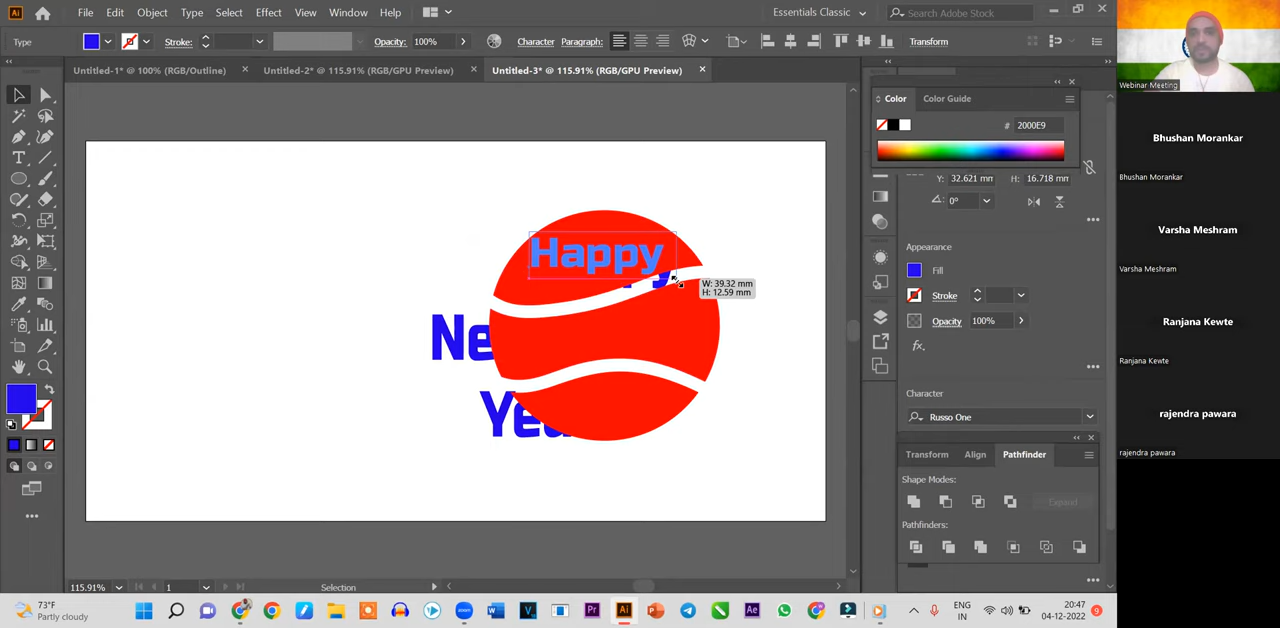 Ai
File Edit Object Type Select Effect View Window Help
Essentials Classic
Search Adobe Stock
Type
Stroke:
Opacity: 100%
Character Paragraph:
Transform
Untitled-1* @ 100% (RGB/Outline)
Untitled-2* @ 115.91% (RGB/GPU Preview)
Untitled-3* @ 115.91% (RGB/GPU Preview)
Color Color Guide
# 2000E9
Y: 32.621 mm H: 16.718 mm
0°
Appearance
Fill
Stroke
Opacity 100%
fx.
Character
Russo One
Transform Align Pathfinder
Shape Modes:
Expand
Pathfinders:
Happy
W: 39.32 mm
H: 12.59 mm
Ne
Yea
115.91% 1 Selection
Webinar Meeting
Bhushan Morankar
Bhushan Morankar
Varsha Meshram
Varsha Meshram
Ranjana Kewte
Ranjana Kewte
rajendra pawara
rajendra pawara
73°F
Partly cloudy
ENG
IN
20:47
04-12-2022
9